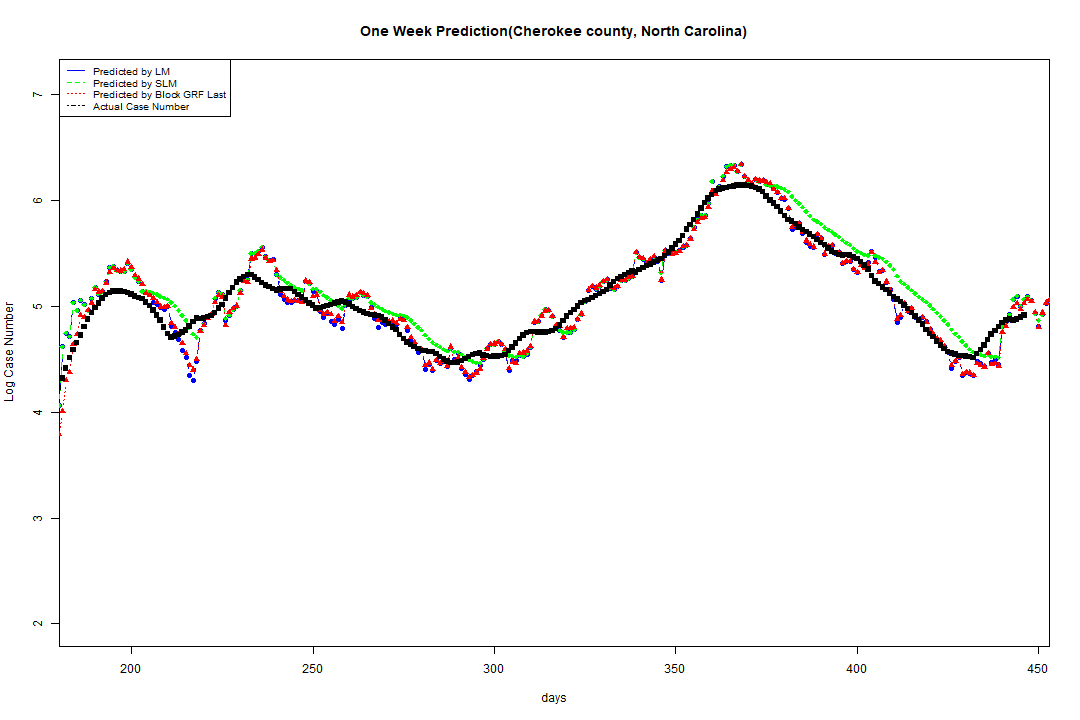 One Week Prediction(Cherokee county, North Carolina)
Predicted by LM
Predicted by SLM
Predicted by Block GRF Last
Actual Case Number
7
6
5
4
3
2
Log Case Number
200 250 300 350 400 450
days